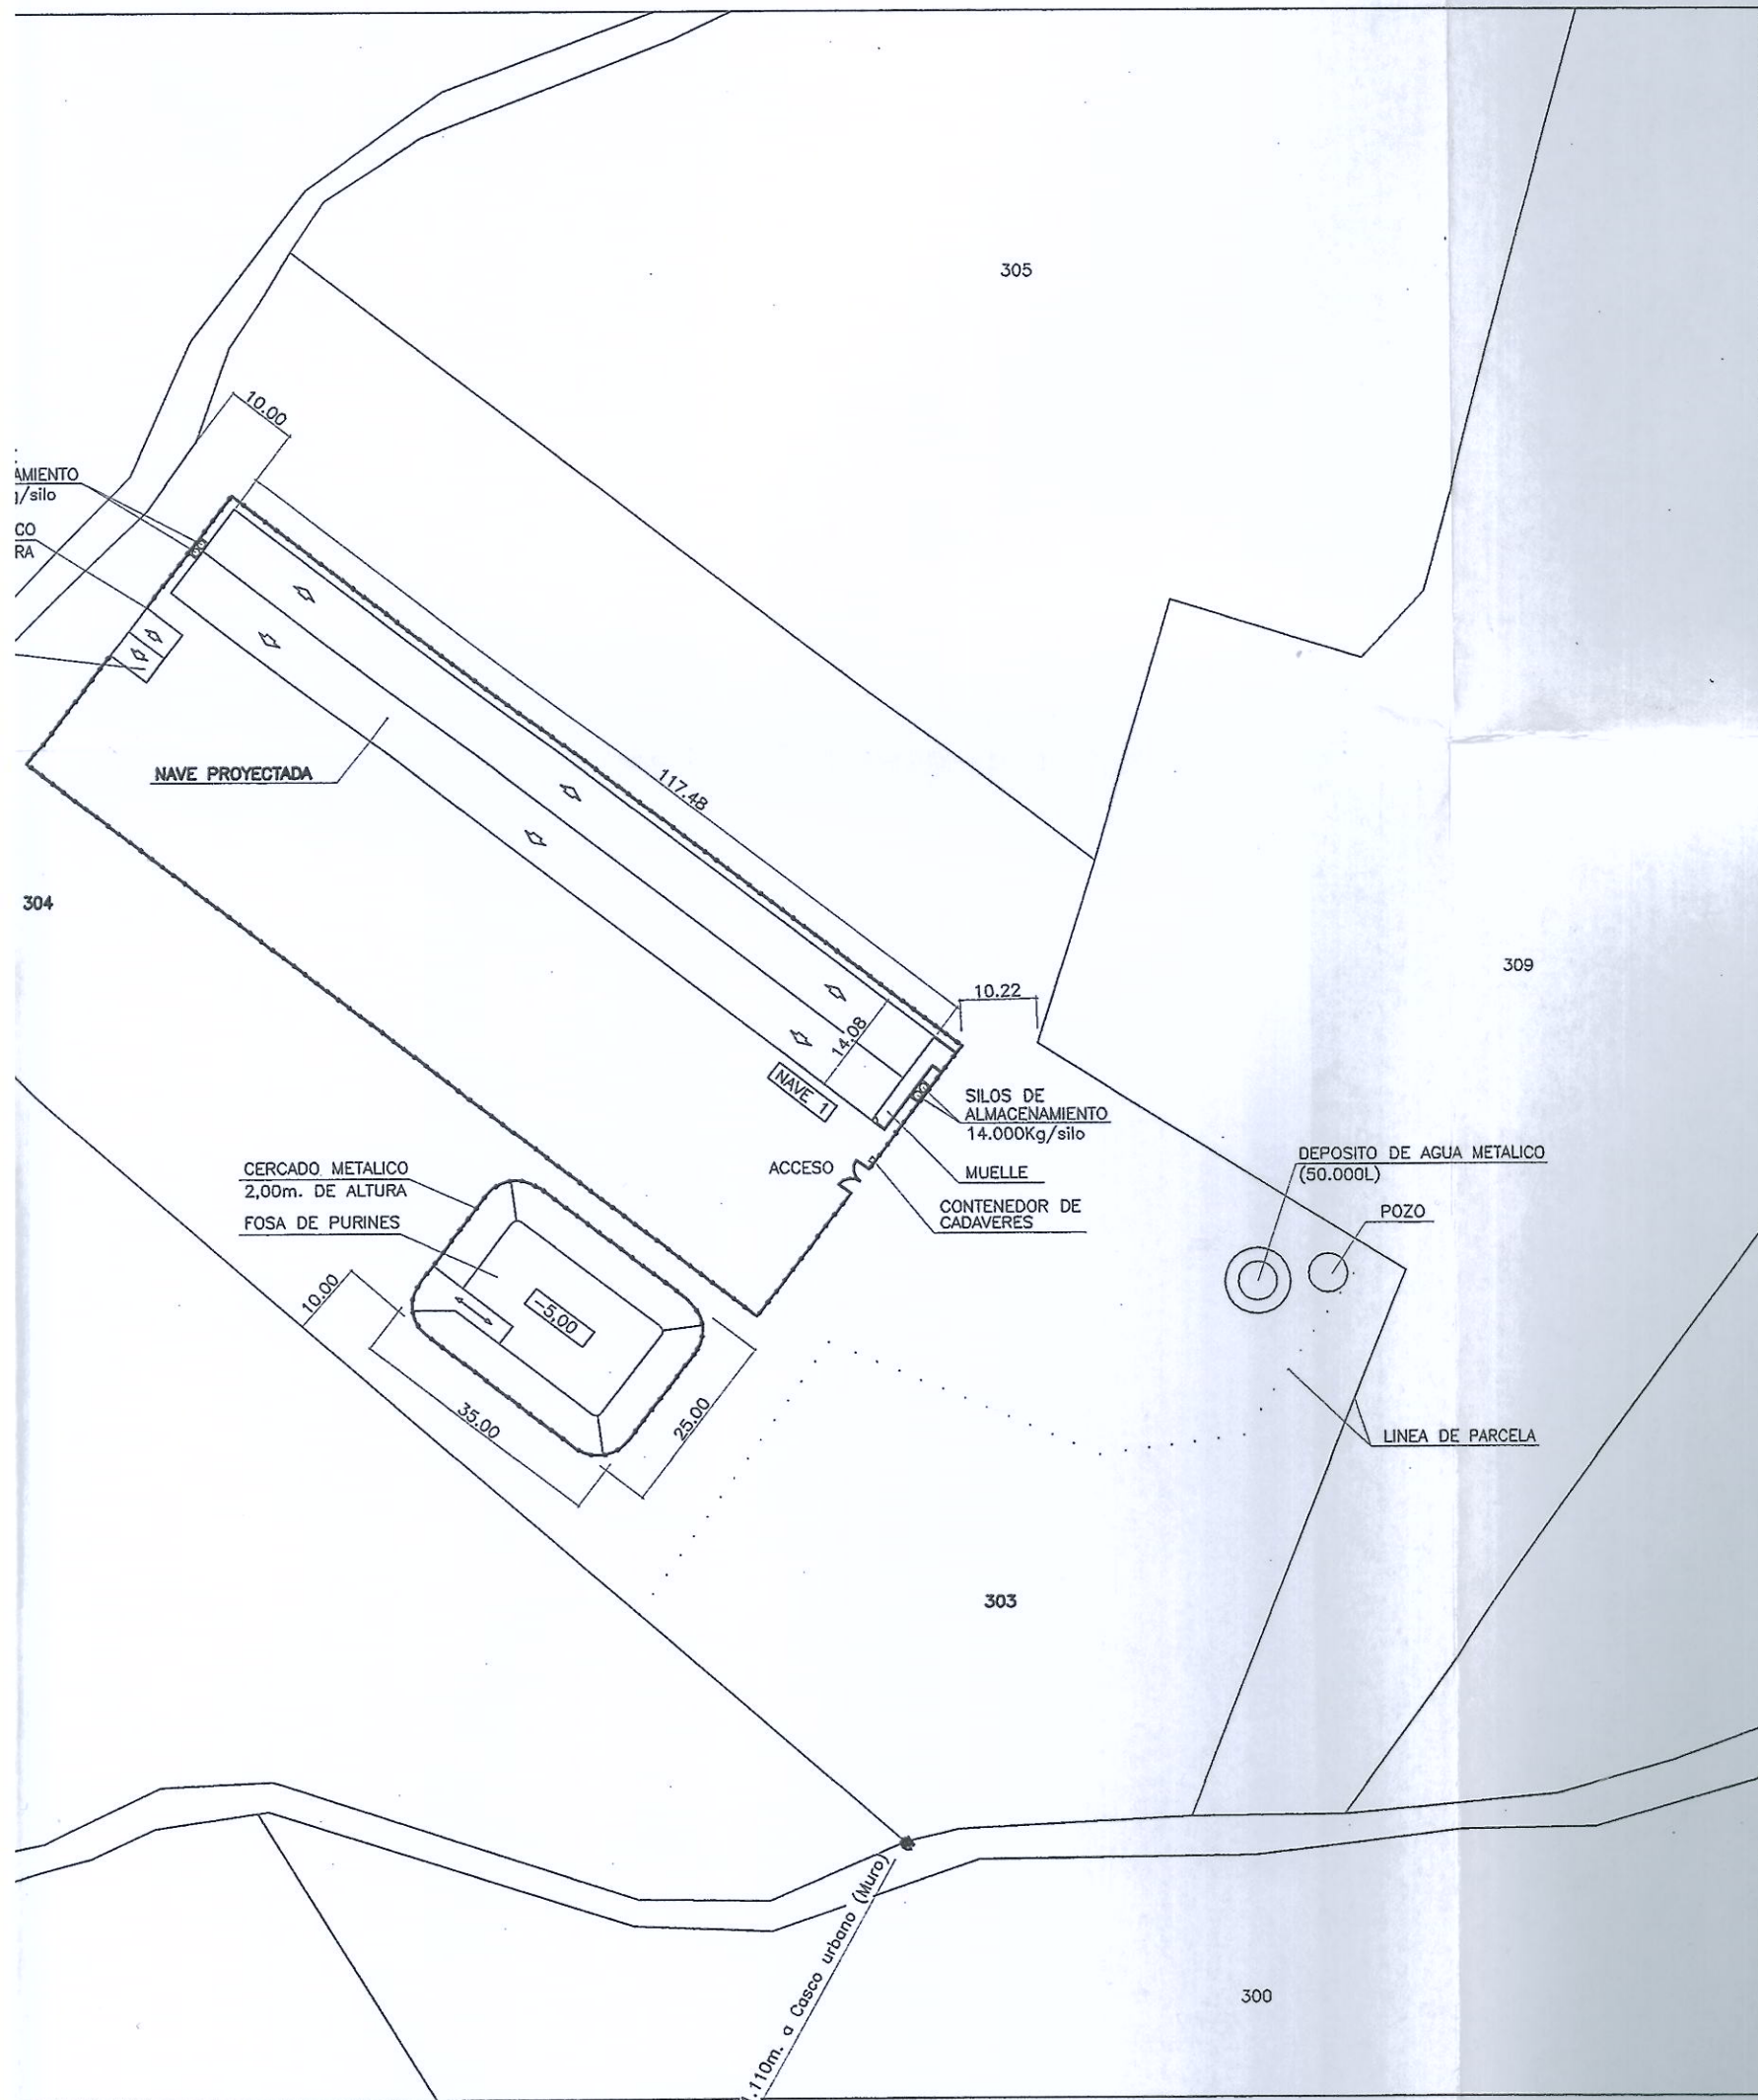 305
10.00
AMIENTO
/silo
CO
RA
NAVE PROYECTADA
117.48
304
309
10.22
14.08
NAVE 1
SILOS DE
ALMACENAMIENTO
14.000Kg/silo
ACCESO
MUELLE
CONTENEDOR DE
CADAVERES
DEPOSITO DE AGUA METALICO
(50.000L)
POZO
CERCADO METALICO
2,00m. DE ALTURA
FOSA DE PURINES
10.00
-5,00
35.00
25.00
LINEA DE PARCELA
303
.110m. a Casco urbano (Muro)
300